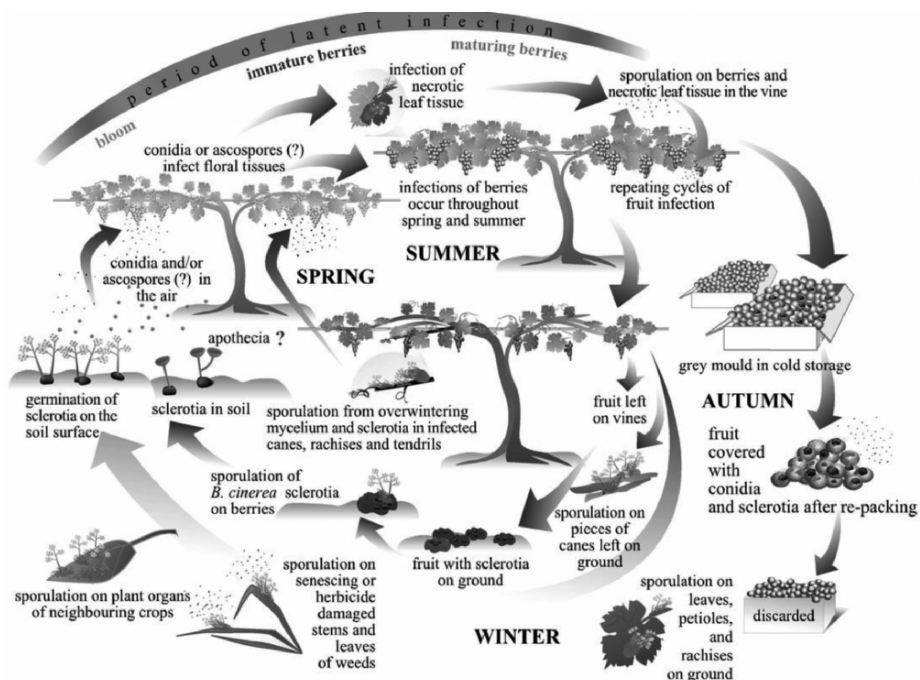 period of latent infection
bloom
immature berries
maturing berries
infection of
necrotic
leaf tissue
sporulation on berries and
necrotic leaf tissue in the vine
conidia or ascospores (?)
infect floral tissues
infections of berries
occur throughout
spring and summer
repeating cycles of
fruit infection
SUMMER
SPRING
conidia and/or
ascospores (?) in
the air
apothecia ?
germination of
sclerotia on the
soil surface
sclerotia in soil
sporulation from overwintering
mycelium and sclerotia in infected
canes, rachises and tendrils
fruit left
on vines
grey mould in cold storage
AUTUMN
fruit
covered
with
conidia
and sclerotia after re-packing
sporulation of
B. cinerea sclerotia
on berries
sporulation on
pieces of
canes left on
ground
fruit with sclerotia
on ground
sporulation on plant organs
of neighbouring crops
sporulation on
senescing or
herbicide
damaged
stems and
leaves
of weeds
WINTER
sporulation on
leaves,
petioles,
and
rachises
on ground
discarded